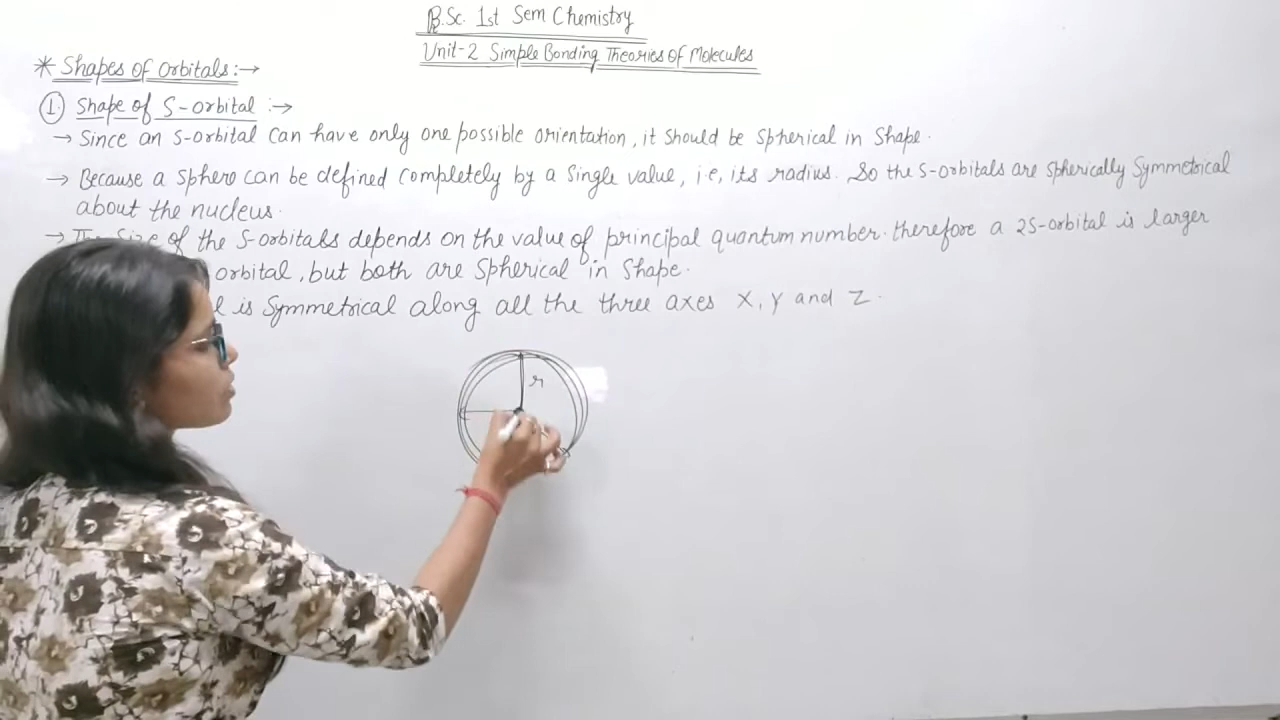 B.Sc. 1st Sem Chemistry
Unit-2 Simple Bonding Theories of Molecules
* Shapes of Orbitals:→
① Shape of S-orbital :→
→ Since an S-orbital can have only one possible orientation, it should be Spherical in Shape.
→ Because a Sphere can be defined completely by a Single value, i.e, its radius. So the S-orbitals are Spherically Symmetrical
about the nucleus.
→ The Size of the S-orbitals depends on the value of principal quantum number. therefore a 2S-orbital is larger
orbital, but both are Spherical in Shape.
is Symmetrical along all the three axes X, Y and Z.
r